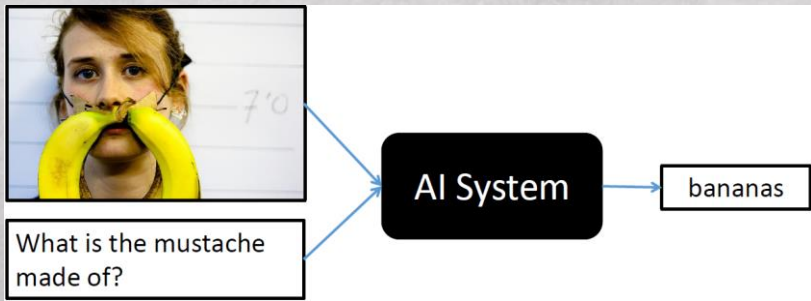 7'0
What is the mustache
made of?
AI System
bananas